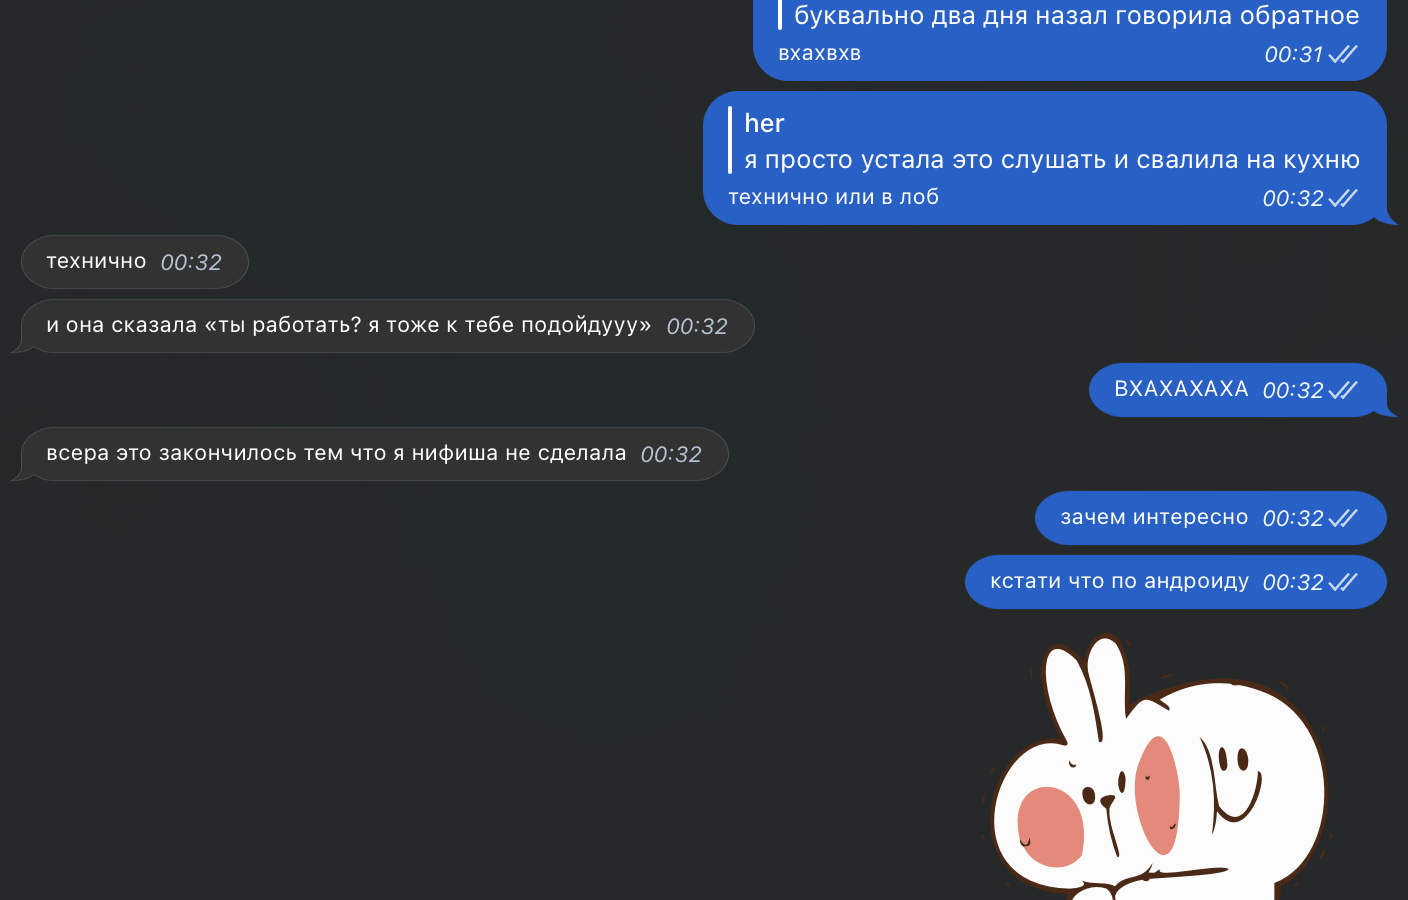 буквально два дня назал говорила обратное
вхахвхв 00:31
her
я просто устала это слушать и свалила на кухню
технично или в лоб 00:32
технично 00:32
и она сказала «ты работать? я тоже к тебе подойдууу» 00:32
ВХАХАХАХА 00:32
всера это закончилось тем что я нифиша не сделала 00:32
зачем интересно 00:32
кстати что по андроиду 00:32